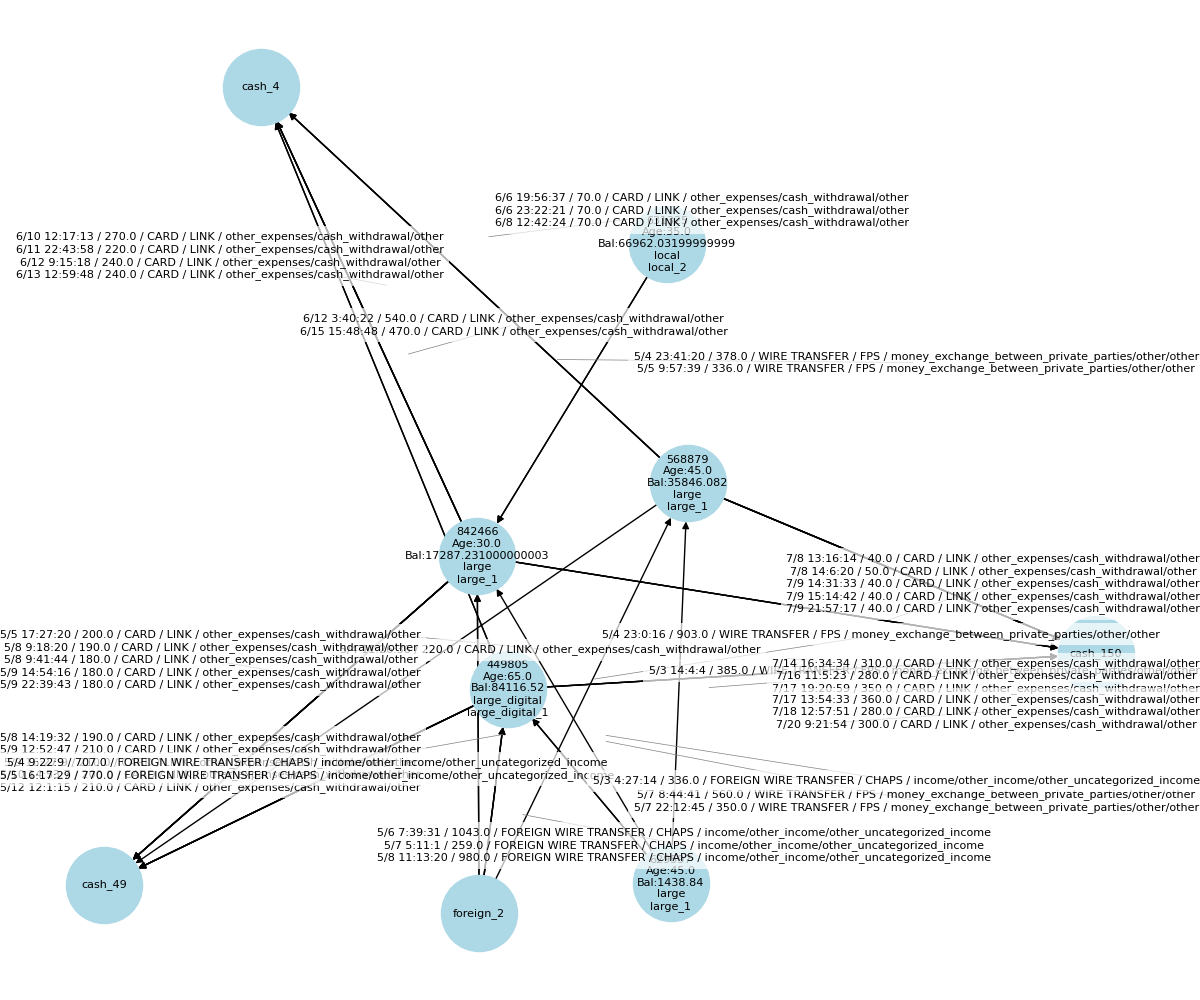 cash_4
6/6 19:56:37 / 70.0 / CARD / LINK / other_expenses/cash_withdrawal/other
6/6 23:22:21 / 70.0 / CARD / LINK / other_expenses/cash_withdrawal/other
6/8 12:42:24 / 70.0 / CARD / LINK / other_expenses/cash_withdrawal/other
Age:35.0
Bal:66962.03199999999
local
local_2
6/10 12:17:13 / 270.0 / CARD / LINK / other_expenses/cash_withdrawal/other
6/11 22:43:58 / 220.0 / CARD / LINK / other_expenses/cash_withdrawal/other
6/12 9:15:18 / 240.0 / CARD / LINK / other_expenses/cash_withdrawal/other
6/13 12:59:48 / 240.0 / CARD / LINK / other_expenses/cash_withdrawal/other
6/12 3:40:22 / 540.0 / CARD / LINK / other_expenses/cash_withdrawal/other
6/15 15:48:48 / 470.0 / CARD / LINK / other_expenses/cash_withdrawal/other
5/4 23:41:20 / 378.0 / WIRE TRANSFER / FPS / money_exchange_between_private_parties/other/other
5/5 9:57:39 / 336.0 / WIRE TRANSFER / FPS / money_exchange_between_private_parties/other/other
568879
Age:45.0
Bal:35846.082
large
large_1
842466
Age:30.0
Bal:17287.231000000003
large
large_1
7/8 13:16:14 / 40.0 / CARD / LINK / other_expenses/cash_withdrawal/other
7/8 14:6:20 / 50.0 / CARD / LINK / other_expenses/cash_withdrawal/other
7/9 14:31:33 / 40.0 / CARD / LINK / other_expenses/cash_withdrawal/other
7/9 15:14:42 / 40.0 / CARD / LINK / other_expenses/cash_withdrawal/other
7/9 21:57:17 / 40.0 / CARD / LINK / other_expenses/cash_withdrawal/other
5/5 17:27:20 / 200.0 / CARD / LINK / other_expenses/cash_withdrawal/other
5/8 9:18:20 / 190.0 / CARD / LINK / other_expenses/cash_withdrawal/other
5/8 9:41:44 / 180.0 / CARD / LINK / other_expenses/cash_withdrawal/other
5/9 14:54:16 / 180.0 / CARD / LINK / other_expenses/cash_withdrawal/other
5/9 22:39:43 / 180.0 / CARD / LINK / other_expenses/cash_withdrawal/other
220.0 / CARD / LINK / other_expenses/cash_withdrawal/other
5/4 23:0:16 / 903.0 / WIRE TRANSFER / FPS / money_exchange_between_private_parties/other/other
cash_150
5/3 14:4:4 / 385.0 /
449805
Age:65.0
Bal:84116.52
large_digital
large_digital_1
7/14 16:34:34 / 310.0 / CARD / LINK / other_expenses/cash_withdrawal/other
7/16 11:5:23 / 280.0 / CARD / LINK / other_expenses/cash_withdrawal/other
7/17 19:20:59 / 350.0 / CARD / LINK / other_expenses/cash_withdrawal/other
7/17 13:54:33 / 360.0 / CARD / LINK / other_expenses/cash_withdrawal/other
7/18 12:57:51 / 280.0 / CARD / LINK / other_expenses/cash_withdrawal/other
7/20 9:21:54 / 300.0 / CARD / LINK / other_expenses/cash_withdrawal/other
5/8 14:19:32 / 190.0 / CARD / LINK / other_expenses/cash_withdrawal/other
5/9 12:52:47 / 210.0 / CARD / LINK / other_expenses/cash_withdrawal/other
5/4 9:22:9 / 707.0 / FOREIGN WIRE TRANSFER / CHAPS / income/other_income/other_uncategorized_income
5/5 16:17:29 / 770.0 / FOREIGN WIRE TRANSFER / CHAPS / income/other_income/other_uncategorized_income
5/12 12:1:15 / 210.0 / CARD / LINK / other_expenses/cash_withdrawal/other
5/3 4:27:14 / 336.0 / FOREIGN WIRE TRANSFER / CHAPS / income/other_income/other_uncategorized_income
5/7 8:44:41 / 560.0 / WIRE TRANSFER / FPS / money_exchange_between_private_parties/other/other
5/7 22:12:45 / 350.0 / WIRE TRANSFER / FPS / money_exchange_between_private_parties/other/other
5/6 7:39:31 / 1043.0 / FOREIGN WIRE TRANSFER / CHAPS / income/other_income/other_uncategorized_income
5/7 5:11:1 / 259.0 / FOREIGN WIRE TRANSFER / CHAPS / income/other_income/other_uncategorized_income
5/8 11:13:20 / 980.0 / FOREIGN WIRE TRANSFER / CHAPS / income/other_income/other_uncategorized_income
Age:45.0
Bal:1438.84
large
large_1
cash_49
foreign_2